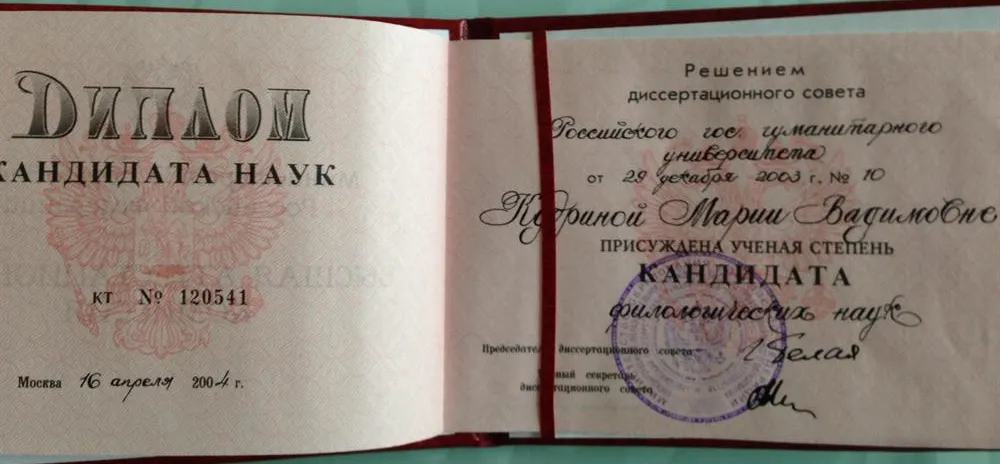 ДИПЛОМ
КАНДИДАТА НАУК
КТ № 120541
Москва 16 апреля 2004 г.
Решением
диссертационного совета
Российского гос. гуманитарного
университета
от 29 декабря 2003 г. № 10
Кедриной Марии Вадимовне
ПРИСУЖДЕНА УЧЕНАЯ СТЕПЕНЬ
КАНДИДАТА
филологических наук
Председатель диссертационного совета Белая
секретарь
диссертационного совета